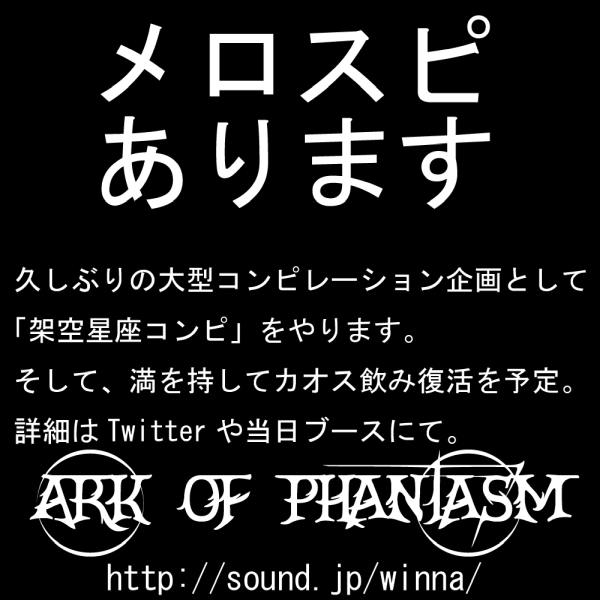 メロスピ
あります
久しぶりの大型コンピレーション企画として
「架空星座コンピ」をやります。
そして、満を持してカオス飲み復活を予定。
詳細はTwitterや当日ブースにて。
ARK OF PHANTASM
http://sound.jp/winna/